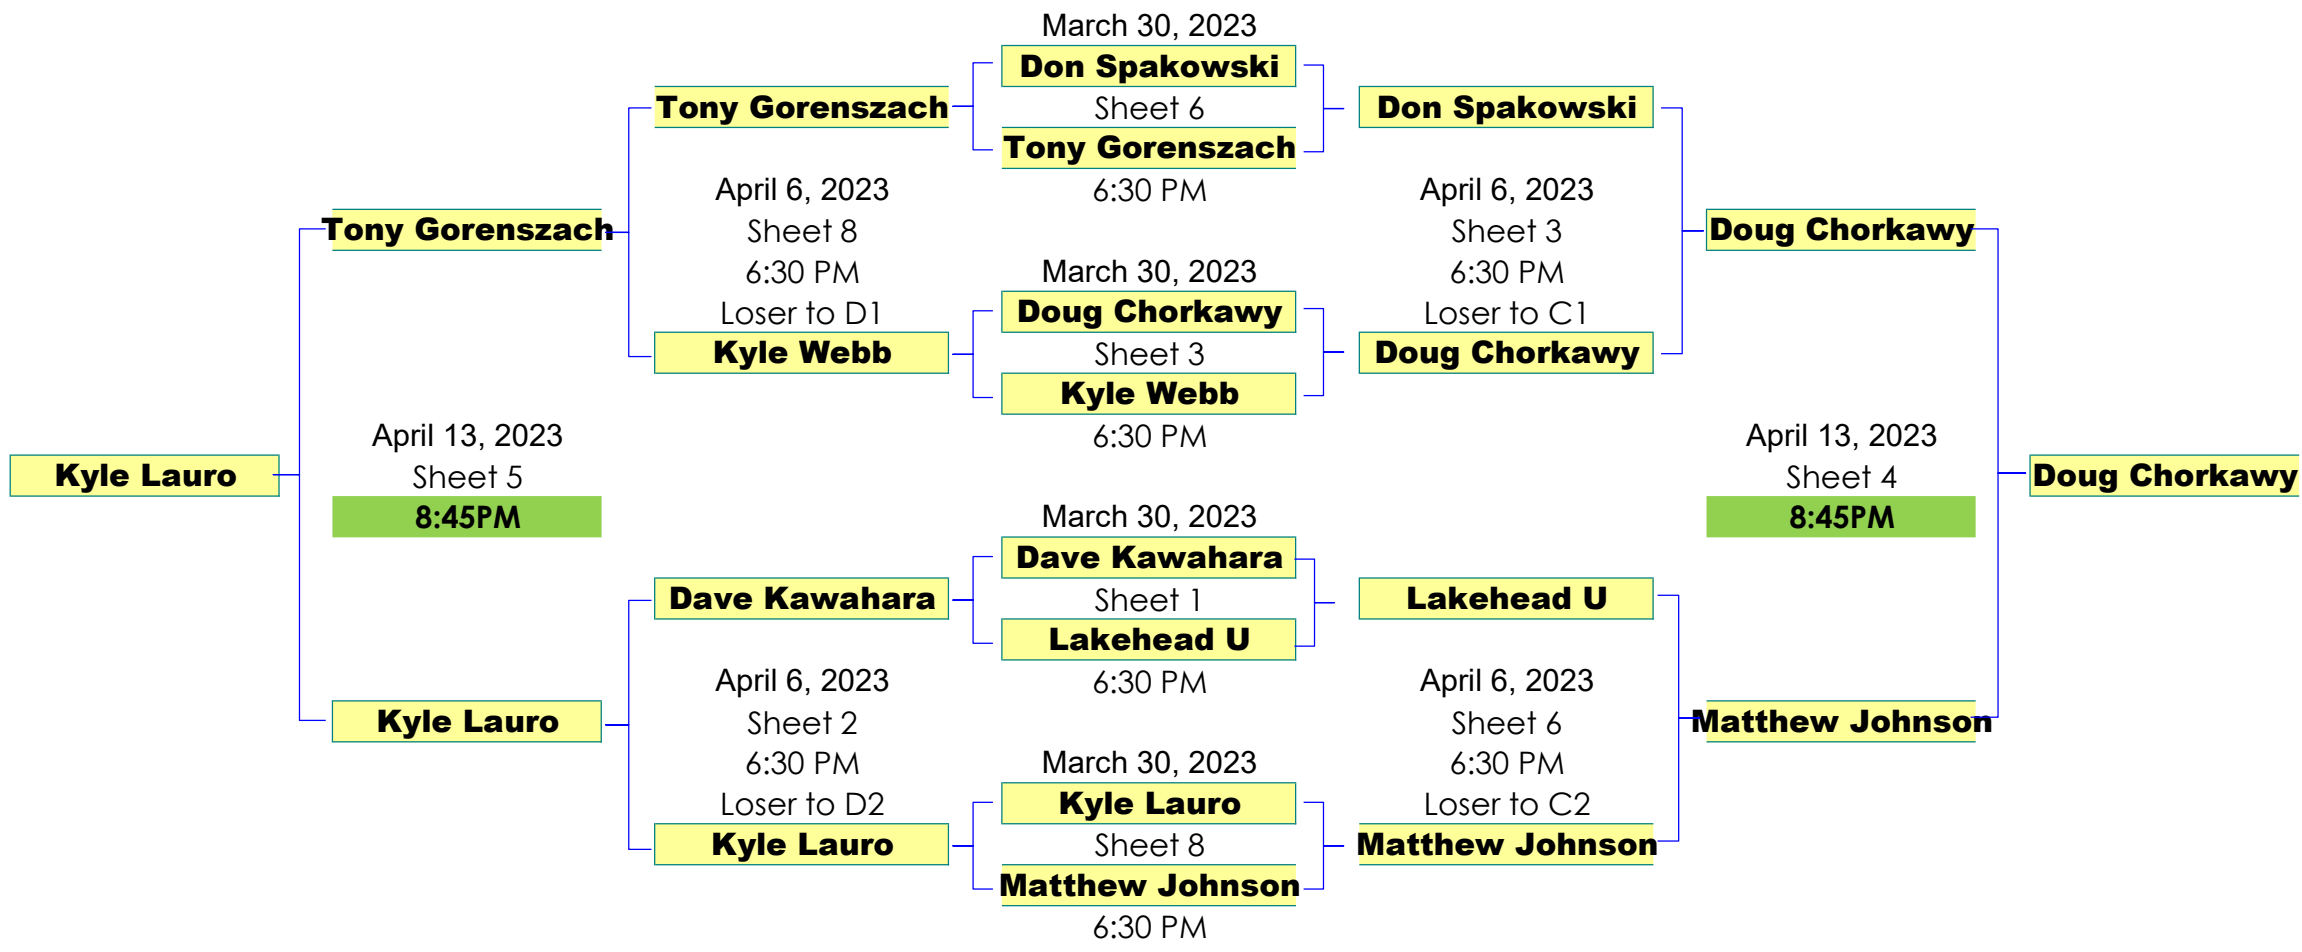 March 30, 2023
Don Spakowski
Tony Gorenszach
Sheet 6
Don Spakowski
Tony Gorenszach
April 6, 2023
6:30 PM
April 6, 2023
Tony Gorenszach
Sheet 8
Sheet 3
Doug Chorkawy
6:30 PM
March 30, 2023
6:30 PM
Loser to D1
Doug Chorkawy
Loser to C1
Kyle Webb
Sheet 3
Doug Chorkawy
Kyle Webb
April 13, 2023
6:30 PM
April 13, 2023
Kyle Lauro
Sheet 5
Sheet 4
Doug Chorkawy
8:45PM
March 30, 2023
8:45PM
Dave Kawahara
Dave Kawahara
Sheet 1
Lakehead U
Lakehead U
April 6, 2023
6:30 PM
April 6, 2023
Kyle Lauro
Sheet 2
Sheet 6
Matthew Johnson
6:30 PM
March 30, 2023
6:30 PM
Loser to D2
Kyle Lauro
Loser to C2
Kyle Lauro
Sheet 8
Matthew Johnson
Matthew Johnson
6:30 PM